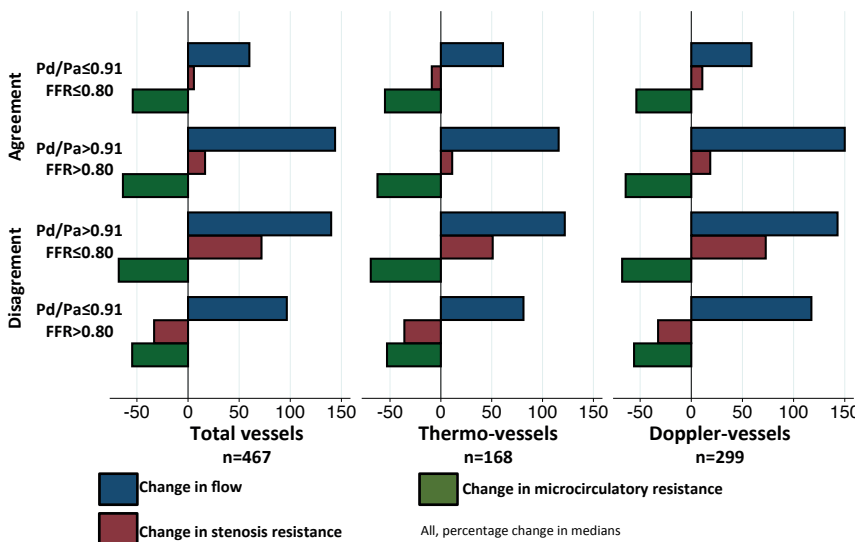 Agreement
Pd/Pa≤0.91
FFR≤0.80
Pd/Pa>0.91
FFR>0.80
Disagrement
Pd/Pa>0.91
FFR≤0.80
Pd/Pa≤0.91
FFR>0.80
-50 0 50 100 150 -50 0 50 100 150 -50 0 50 100 150
Total vessels Thermo-vessels Doppler-vessels
n=467 n=168 n=299
Change in flow Change in microcirculatory resistance
Change in stenosis resistance All, percentage change in medians